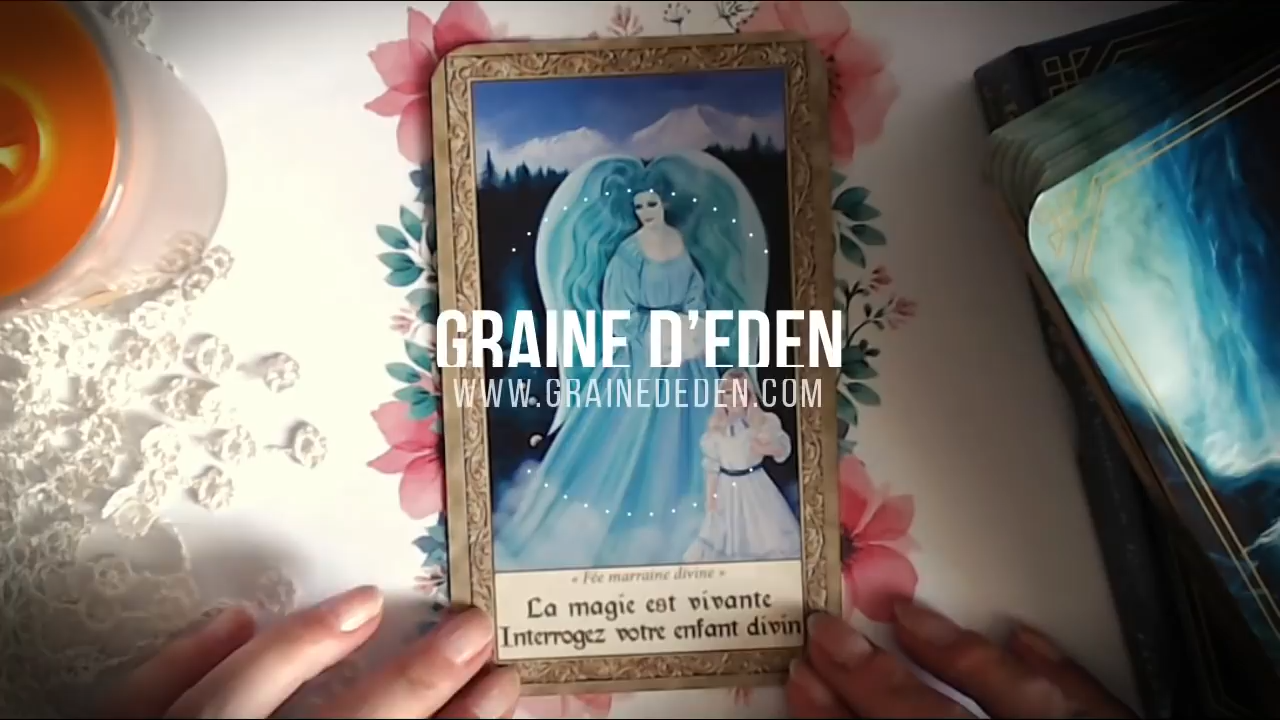 GRAINE D'EDEN
WWW.GRAINEDEDEN.COM
« Fée marraine divine »
La magie est vivante
Interrogez votre enfant divin